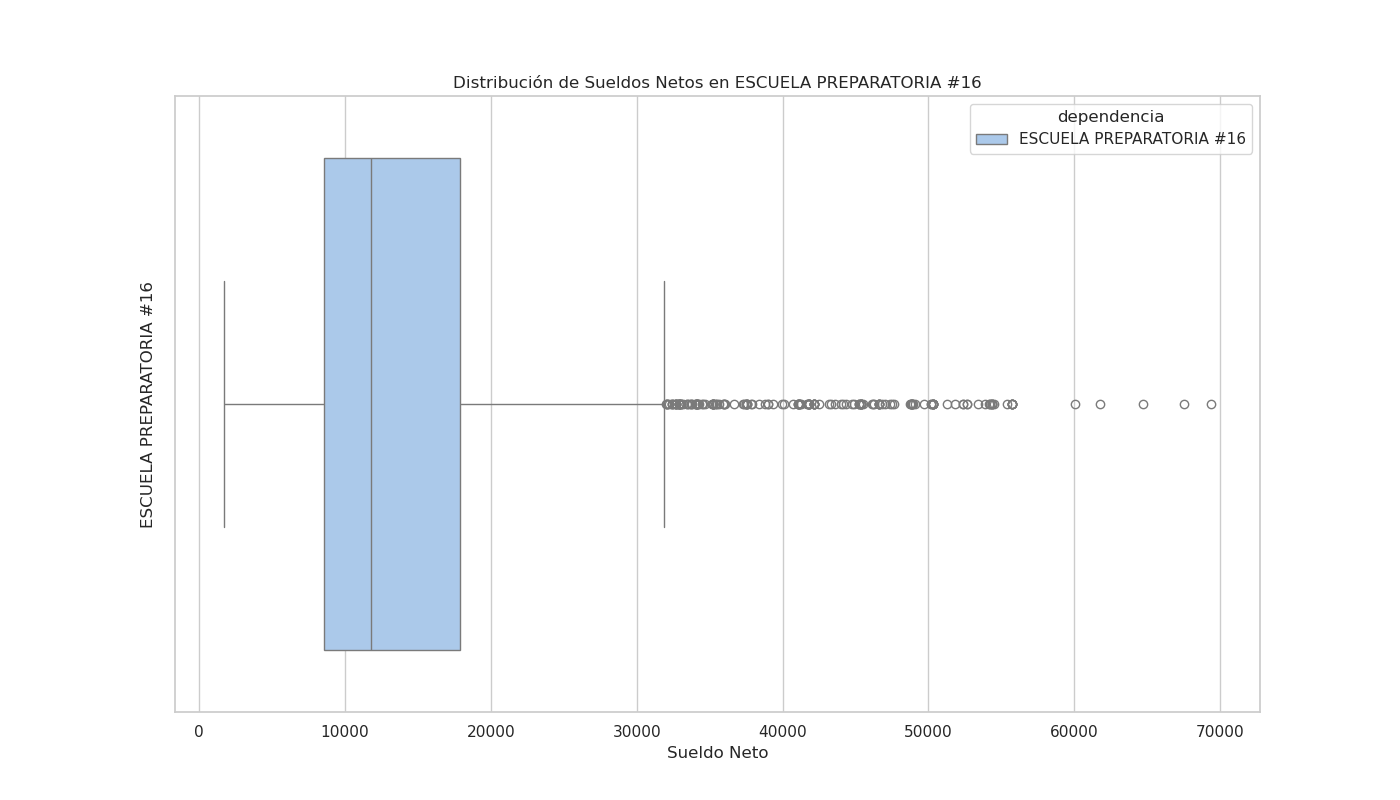 Distribución de Sueldos Netos en ESCUELA PREPARATORIA #16
dependencia
ESCUELA PREPARATORIA #16
ESCUELA PREPARATORIA #16
0
10000
20000
30000
40000
50000
60000
70000
Sueldo Neto